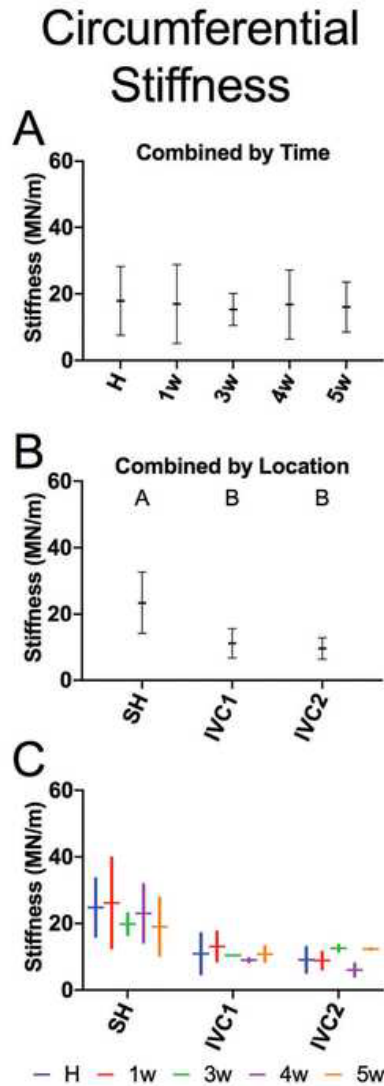 Circumferential
Stiffness
A
Combined by Time
Stiffness (MN/m)
60
40
20
0
H
1w
3w
4w
5w
B
Combined by Location
Stiffness (MN/m)
60
40
20
0
A
B
B
SH
IVC1
IVC2
C
Stiffness (MN/m)
60
40
20
0
SH
IVC1
IVC2
H 1w 3w 4w 5w